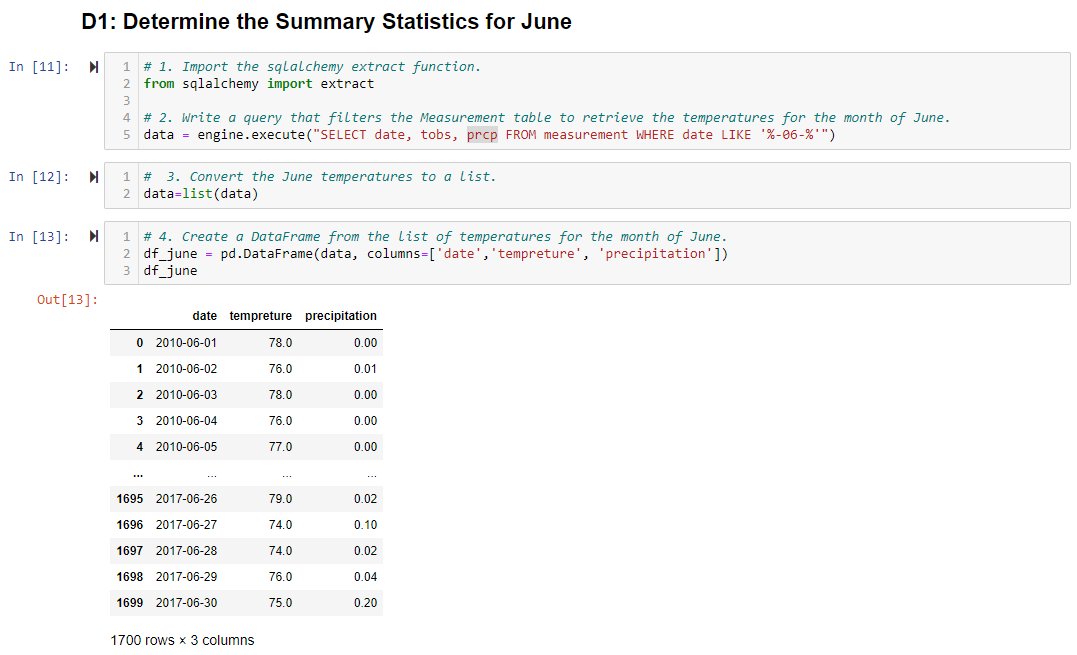 D1: Determine the Summary Statistics for June
In [11]:
1 # 1. Import the sqlalchemy extract function.
2 from sqlalchemy import extract
3
4 # 2. Write a query that filters the Measurement table to retrieve the temperatures for the month of June.
5 data = engine.execute("SELECT date, tobs, prcp FROM measurement WHERE date LIKE '%-06-%'")
In [12]:
1 #  3. Convert the June temperatures to a list.
2 data=list(data)
In [13]:
1 # 4. Create a DataFrame from the list of temperatures for the month of June.
2 df_june = pd.DataFrame(data, columns=['date','tempreture', 'precipitation'])
3 df_june
Out[13]:
date tempreture precipitation
0 2010-06-01 78.0 0.00
1 2010-06-02 76.0 0.01
2 2010-06-03 78.0 0.00
3 2010-06-04 76.0 0.00
4 2010-06-05 77.0 0.00
... ... ... ...
1695 2017-06-26 79.0 0.02
1696 2017-06-27 74.0 0.10
1697 2017-06-28 74.0 0.02
1698 2017-06-29 76.0 0.04
1699 2017-06-30 75.0 0.20
1700 rows × 3 columns